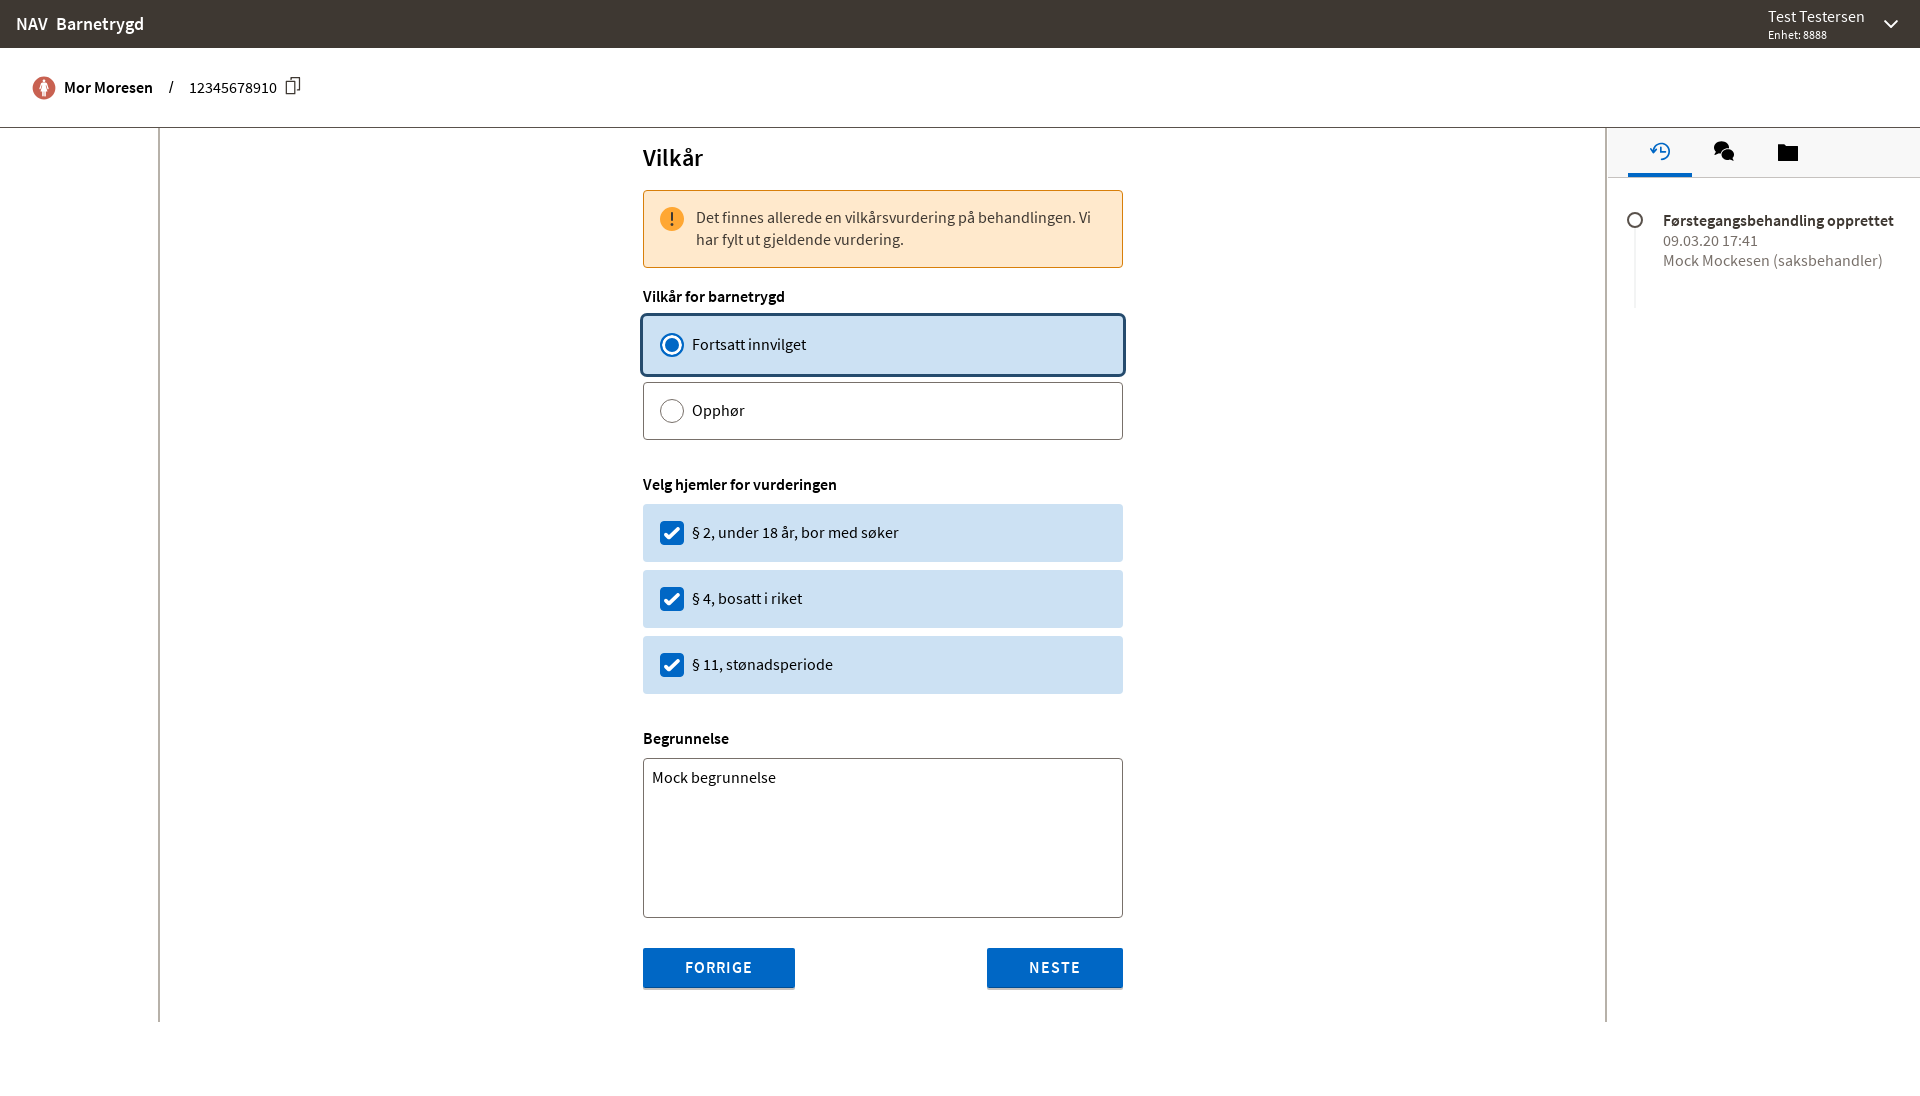 NAV Barnetrygd
Test Testersen
Enhet: 8888
Mor Moresen / 12345678910
Vilkår
Det finnes allerede en vilkårsvurdering på behandlingen. Vi
har fylt ut gjeldende vurdering.
Vilkår for barnetrygd
Fortsatt innvilget
Opphør
Velg hjemler for vurderingen
§ 2, under 18 år, bor med søker
§ 4, bosatt i riket
§ 11, stønadsperiode
Begrunnelse
Mock begrunnelse
FORRIGE
NESTE
Førstegangsbehandling opprettet
09.03.20 17:41
Mock Mockesen (saksbehandler)